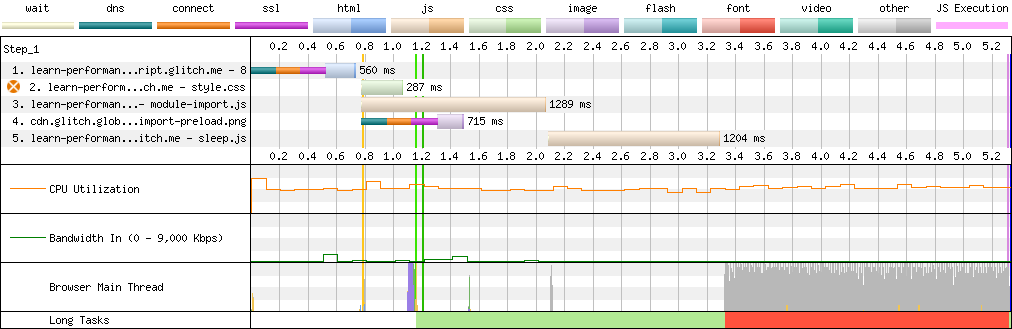 wait dns connect ssl html js css image flash font video other JS Execution
Step_1 0.2 0.4 0.6 0.8 1.0 1.2 1.4 1.6 1.8 2.0 2.2 2.4 2.6 2.8 3.0 3.2 3.4 3.6 3.8 4.0 4.2 4.4 4.6 4.8 5.0 5.2
1. learn-performan...ript.glitch.me - 8 560 ms
2. learn-perform...ch.me - style.css 287 ms
3. learn-performan...- module-import.js 1289 ms
4. cdn.glitch.glob...import-preload.png 715 ms
5. learn-performan...itch.me - sleep.js 1204 ms
0.2 0.4 0.6 0.8 1.0 1.2 1.4 1.6 1.8 2.0 2.2 2.4 2.6 2.8 3.0 3.2 3.4 3.6 3.8 4.0 4.2 4.4 4.6 4.8 5.0 5.2
CPU Utilization
Bandwidth In (0 - 9,000 Kbps)
Browser Main Thread
Long Tasks